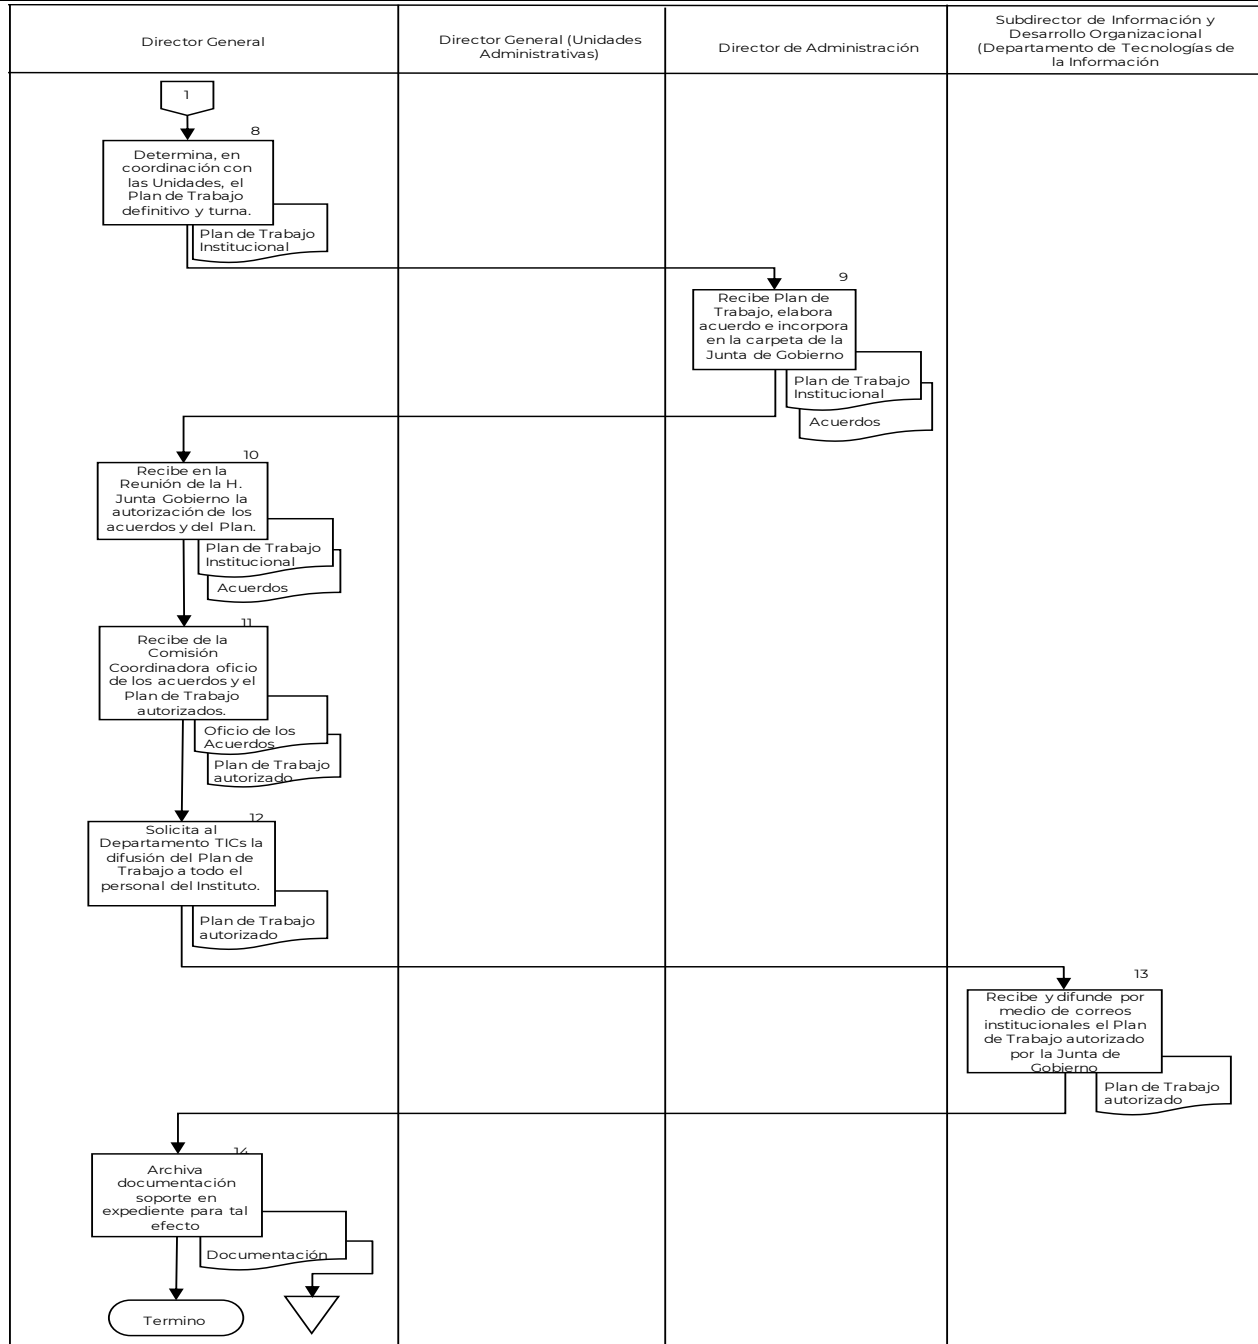 Director General
Director General (Unidades
Administrativas)
Director de Administración
Subdirector de Información y
Desarrollo Organizacional
(Departamento de Tecnologías de
la Información
1
8
Determina, en
coordinación con
las Unidades, el
Plan de Trabajo
definitivo y turna.
Plan de Trabajo
Institucional
9
Recibe Plan de
Trabajo, elabora
acuerdo e incorpora
en la carpeta de la
Junta de Gobierno
Plan de Trabajo
Institucional
Acuerdos
10
Recibe en la
Reunión de la H.
Junta Gobierno la
autorización de los
acuerdos y del Plan.
Plan de Trabajo
Institucional
Acuerdos
11
Recibe de la
Comisión
Coordinadora oficio
de los acuerdos y el
Plan de Trabajo
autorizados.
Oficio de los
Acuerdos
Plan de Trabajo
autorizado
12
Solicita al
Departamento TICs la
difusión del Plan de
Trabajo a todo el
personal del Instituto.
Plan de Trabajo
autorizado
13
Recibe y difunde por
medio de correos
institucionales el Plan
de Trabajo autorizado
por la Junta de
Gobierno
Plan de Trabajo
autorizado
14
Archiva
documentación
soporte en
expediente para tal
efecto
Documentación
Termino